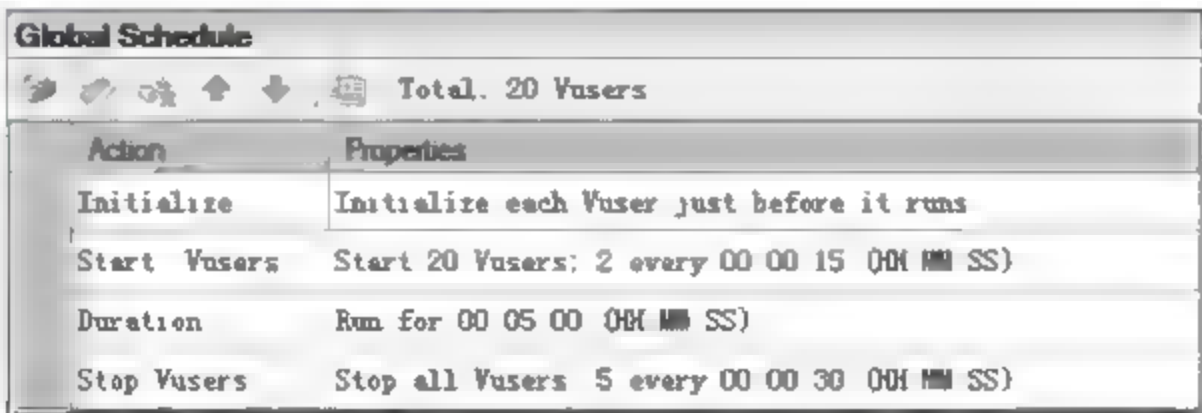 Global Schedule
Total. 20 Vusers
Action Properties
Initialize Initialize each Vuser just before it runs
Start Vusers Start 20 Vusers: 2 every 00 00 15 (HH MM SS)
Duration Run for 00 05 00 (HH MM SS)
Stop Vusers Stop all Vusers 5 every 00 00 30 (HH MM SS)